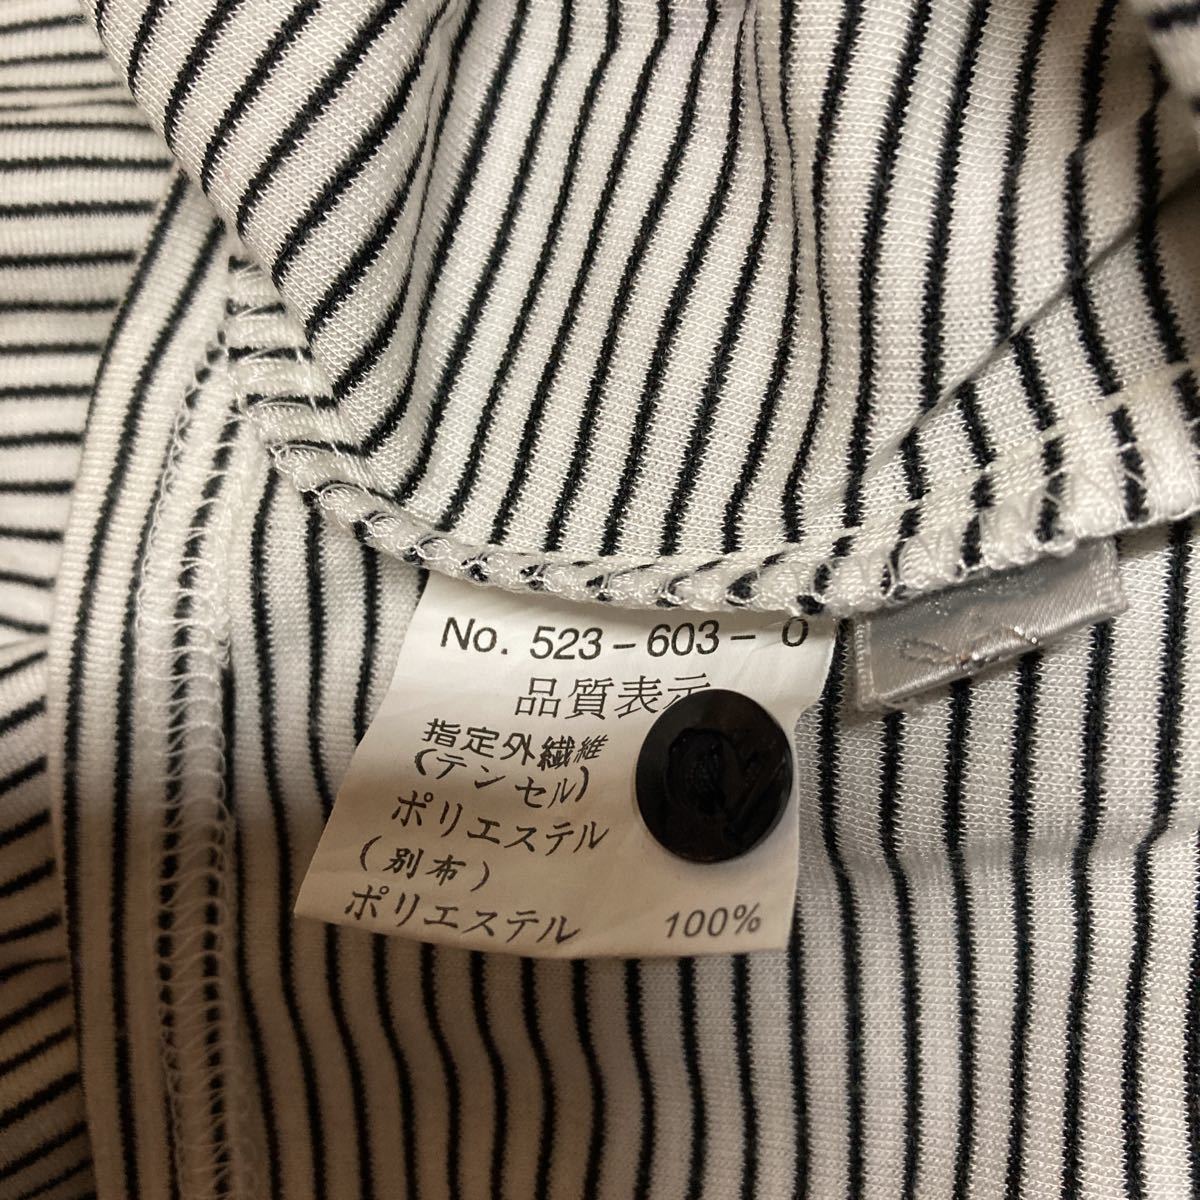 No. 523-603-0
品質表示
指定外繊維
(テンセル)
ポリエステル
(別布)
ポリエステル 100%